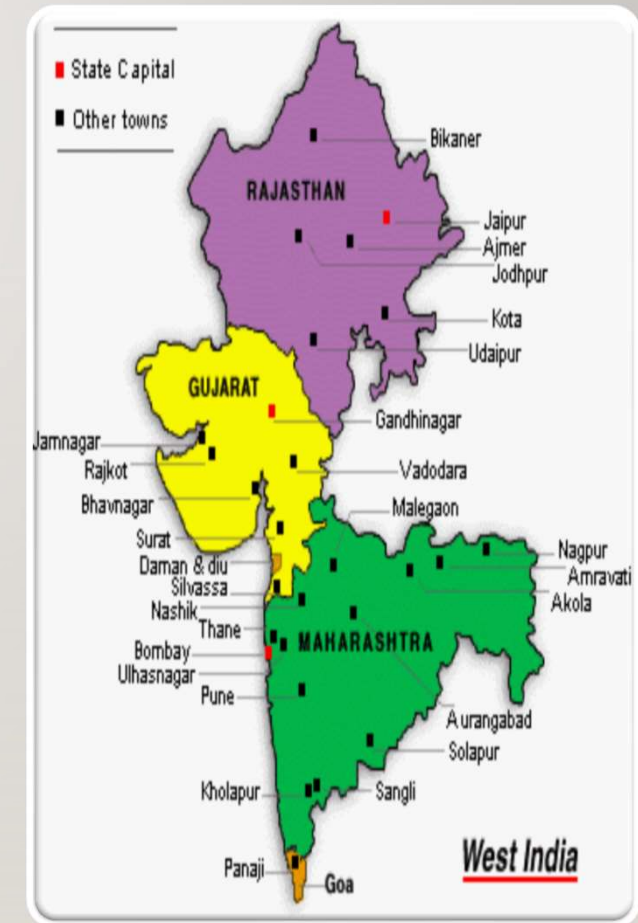 State Capital
Other towns
Bikaner
RAJASTHAN
Jaipur
Ajmer
Jodhpur
Kota
Udaipur
GUJARAT
Gandhinagar
Jamnagar
Rajkot
Vadodara
Bhavnagar
Malegaon
Surat
Nagpur
Daman & diu
Amravati
Silvassa
Akola
Nashik
Thane
MAHARASHTRA
Bombay
Ulhasnagar
Pune
Aurangabad
Solapur
Kholapur
Sangli
West India
Panaji
Goa